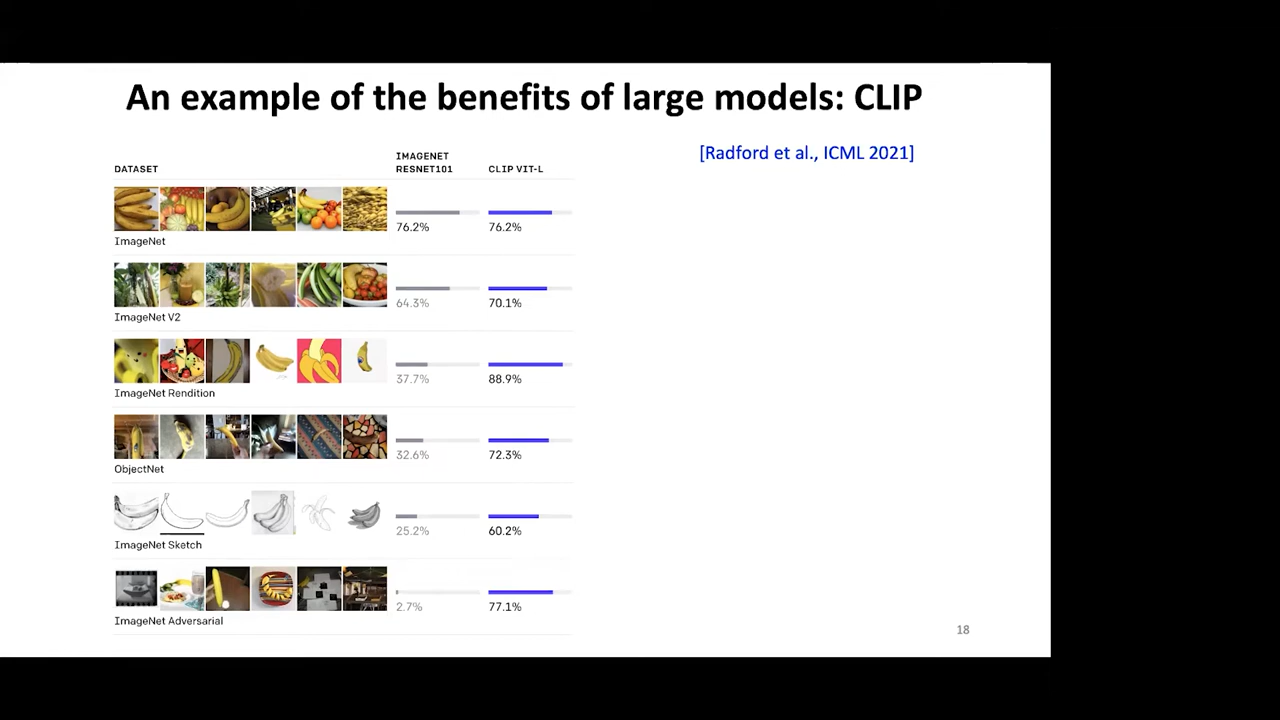 An example of the benefits of large models: CLIP
[Radford et al., ICML 2021]
DATASET
IMAGENET
RESNET101
CLIP VIT-L
76.2%
76.2%
ImageNet
64.3%
70.1%
ImageNet V2
37.7%
88.9%
ImageNet Rendition
32.6%
72.3%
ObjectNet
25.2%
60.2%
ImageNet Sketch
2.7%
77.1%
ImageNet Adversarial
18